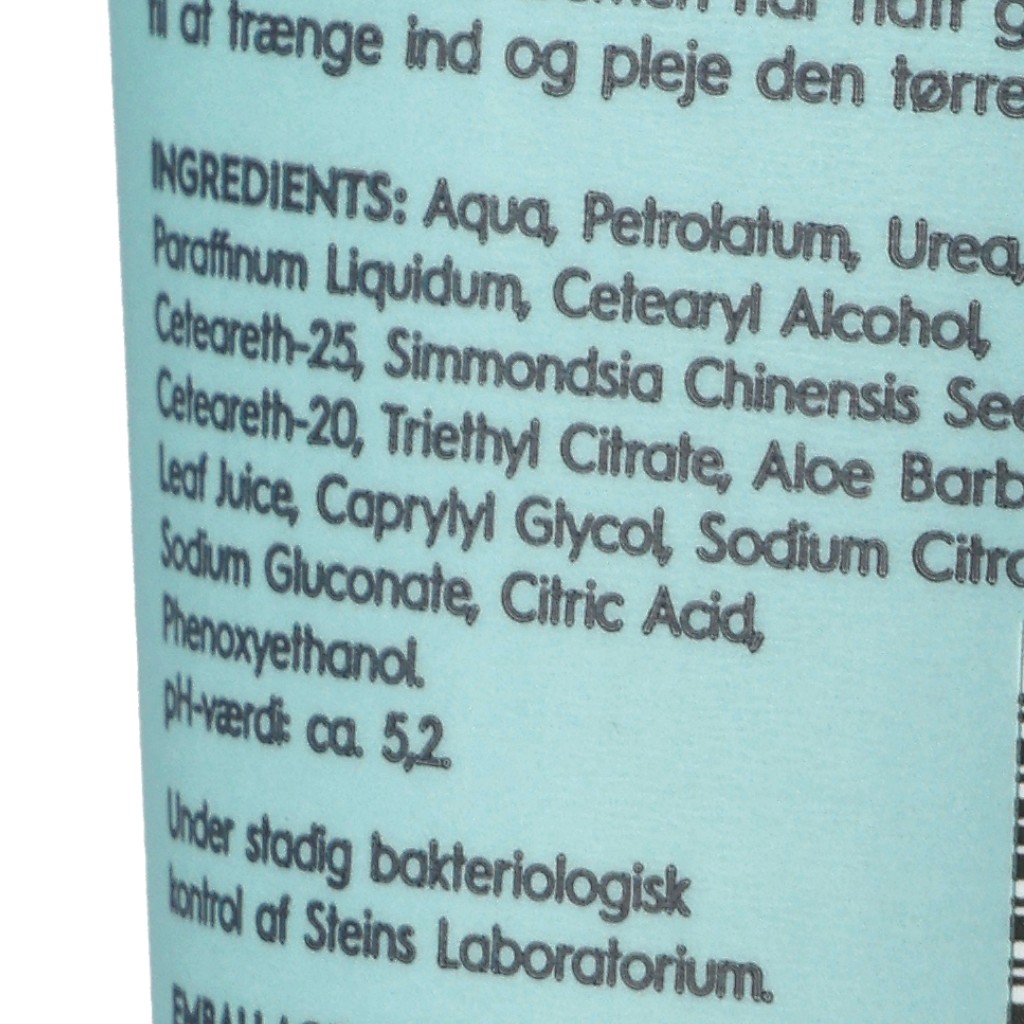 til at trænge ind og pleje den tørre
INGREDIENTS: Aqua, Petrolatum, Urea,
Paraffinum Liquidum, Cetearyl Alcohol,
Ceteareth-25, Simmondsia Chinensis
Ceteareth-20, Triethyl Citrate, Aloe
Leaf Juice, Caprylyl Glycol, Sodium
Sodium Gluconate, Citric Acid,
Phenoxyethanol.
pH-værdi: ca. 5,2.
Under stadig bakteriologisk
kontrol af Steins Laboratorium.